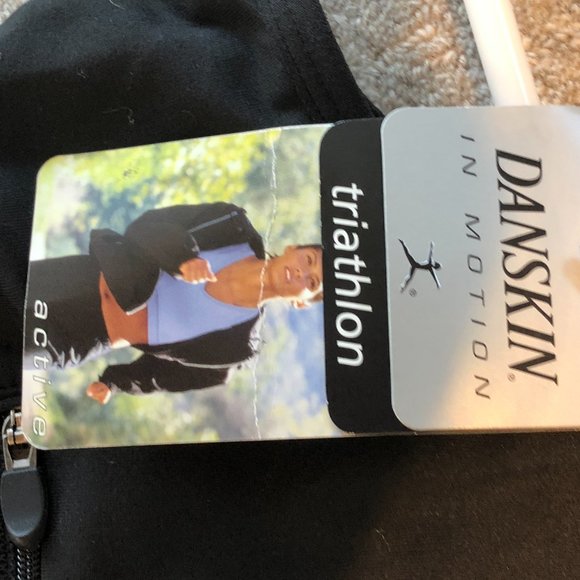 DANSKIN®
IN MOTION
®
triathlon
active